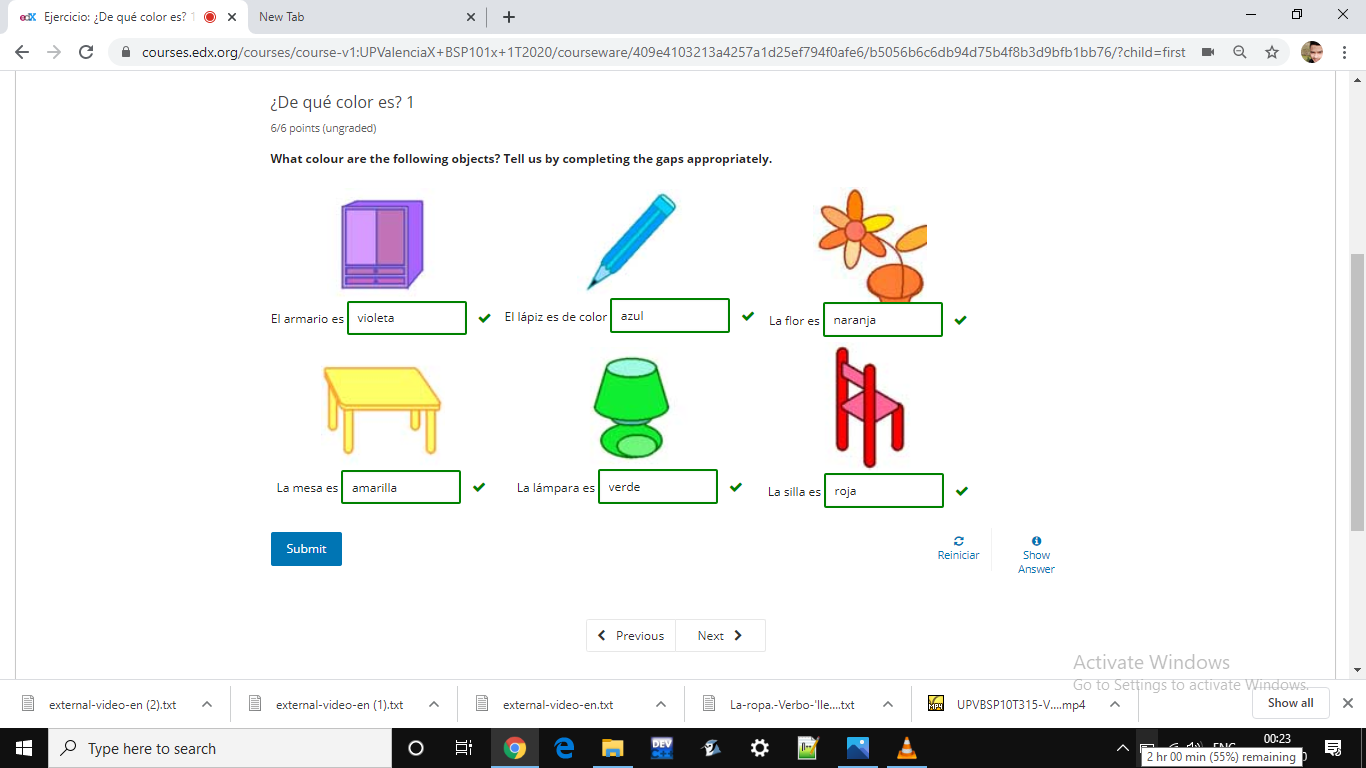 edX Ejercicio: ¿De qué color es? 1
New Tab
courses.edx.org/courses/course-v1:UPValenciaX+BSP101x+1T2020/courseware/409e4103213a4257a1d25ef794f0afe6/b5056b6c6db94d75b4f8b3d9bfb1bb76/?child=first
¿De qué color es? 1
6/6 points (ungraded)
What colour are the following objects? Tell us by completing the gaps appropriately.
El armario es violeta
El lápiz es de color azul
La flor es naranja
La mesa es amarilla
La lámpara es verde
La silla es roja
Submit
Reiniciar
Show
Answer
Previous
Next
Activate Windows
Go to Settings to activate Windows.
external-video-en (2).txt
external-video-en (1).txt
external-video-en.txt
La-ropa.-Verbo-'lle....txt
UPVBSP10T315-V....mp4
Show all
Type here to search
DEV
ENG
00:23
2 hr 00 min (55%) remaining